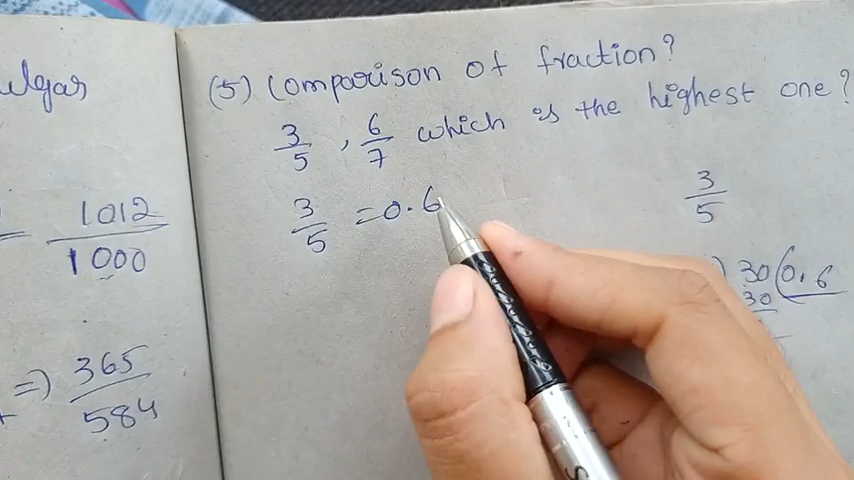 1012
1000
=) 365
584
(5) Comparison of fraction?
3/5 , 6/7 which is the highest one?
3/5 = 0.6
3/5
) 30 (0.6
30